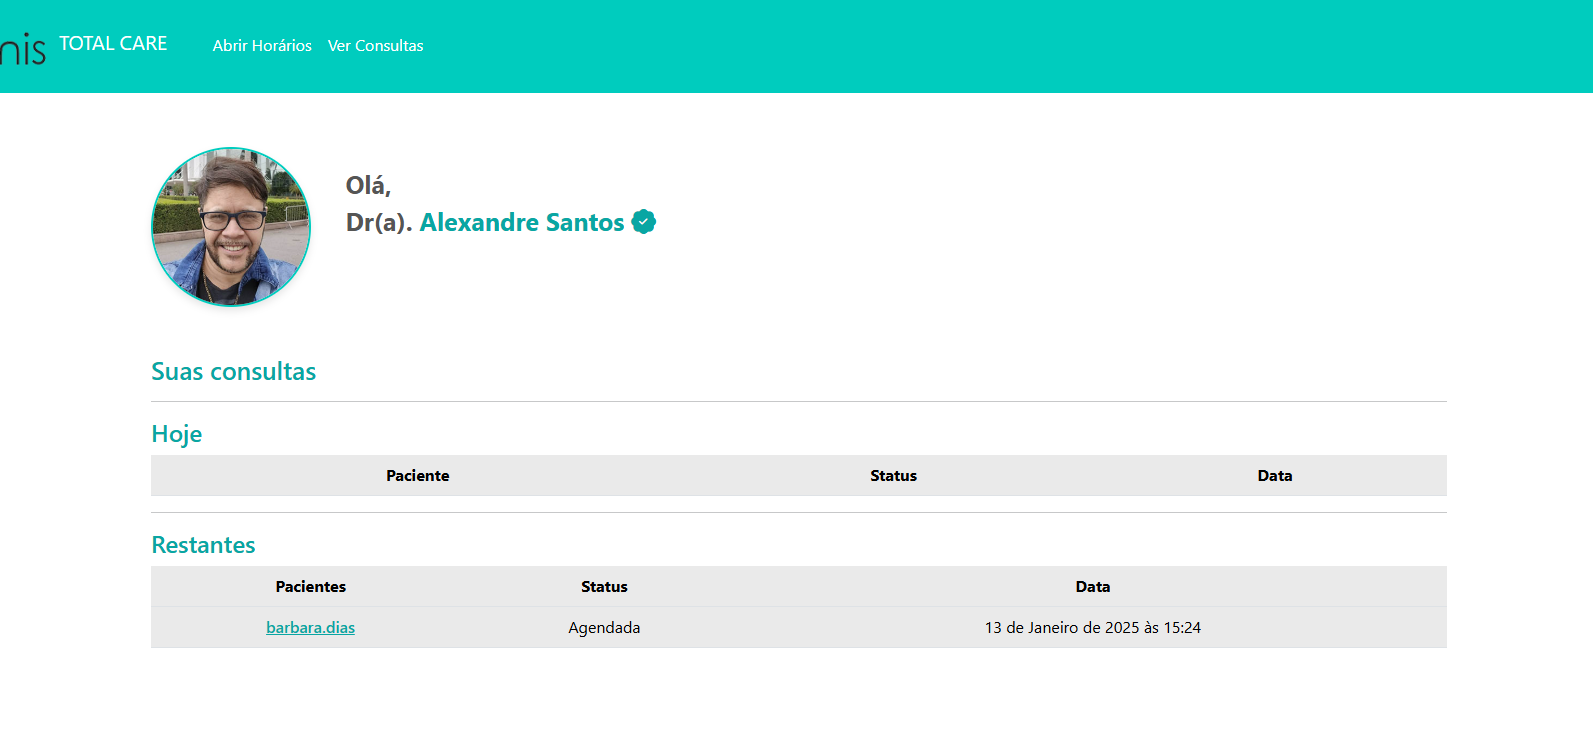 nis TOTAL CARE Abrir Horários Ver Consultas
Olá,
Dr(a). Alexandre Santos
Suas consultas
Hoje
Paciente Status Data
Restantes
Pacientes Status Data
barbara.dias Agendada 13 de Janeiro de 2025 às 15:24